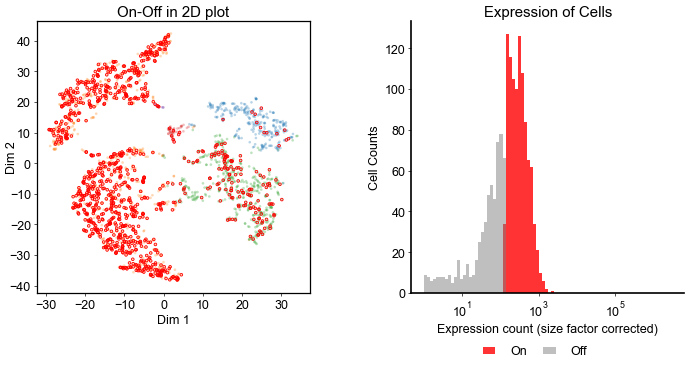 On-Off in 2D plot
40
30
20
10
0
−10
−20
−30
−40
Dim 2
−30 −20 −10 0 10 20 30
Dim 1
Expression of Cells
120
100
80
60
40
20
0
Cell Counts
10^1 10^3 10^5
Expression count (size factor corrected)
On Off